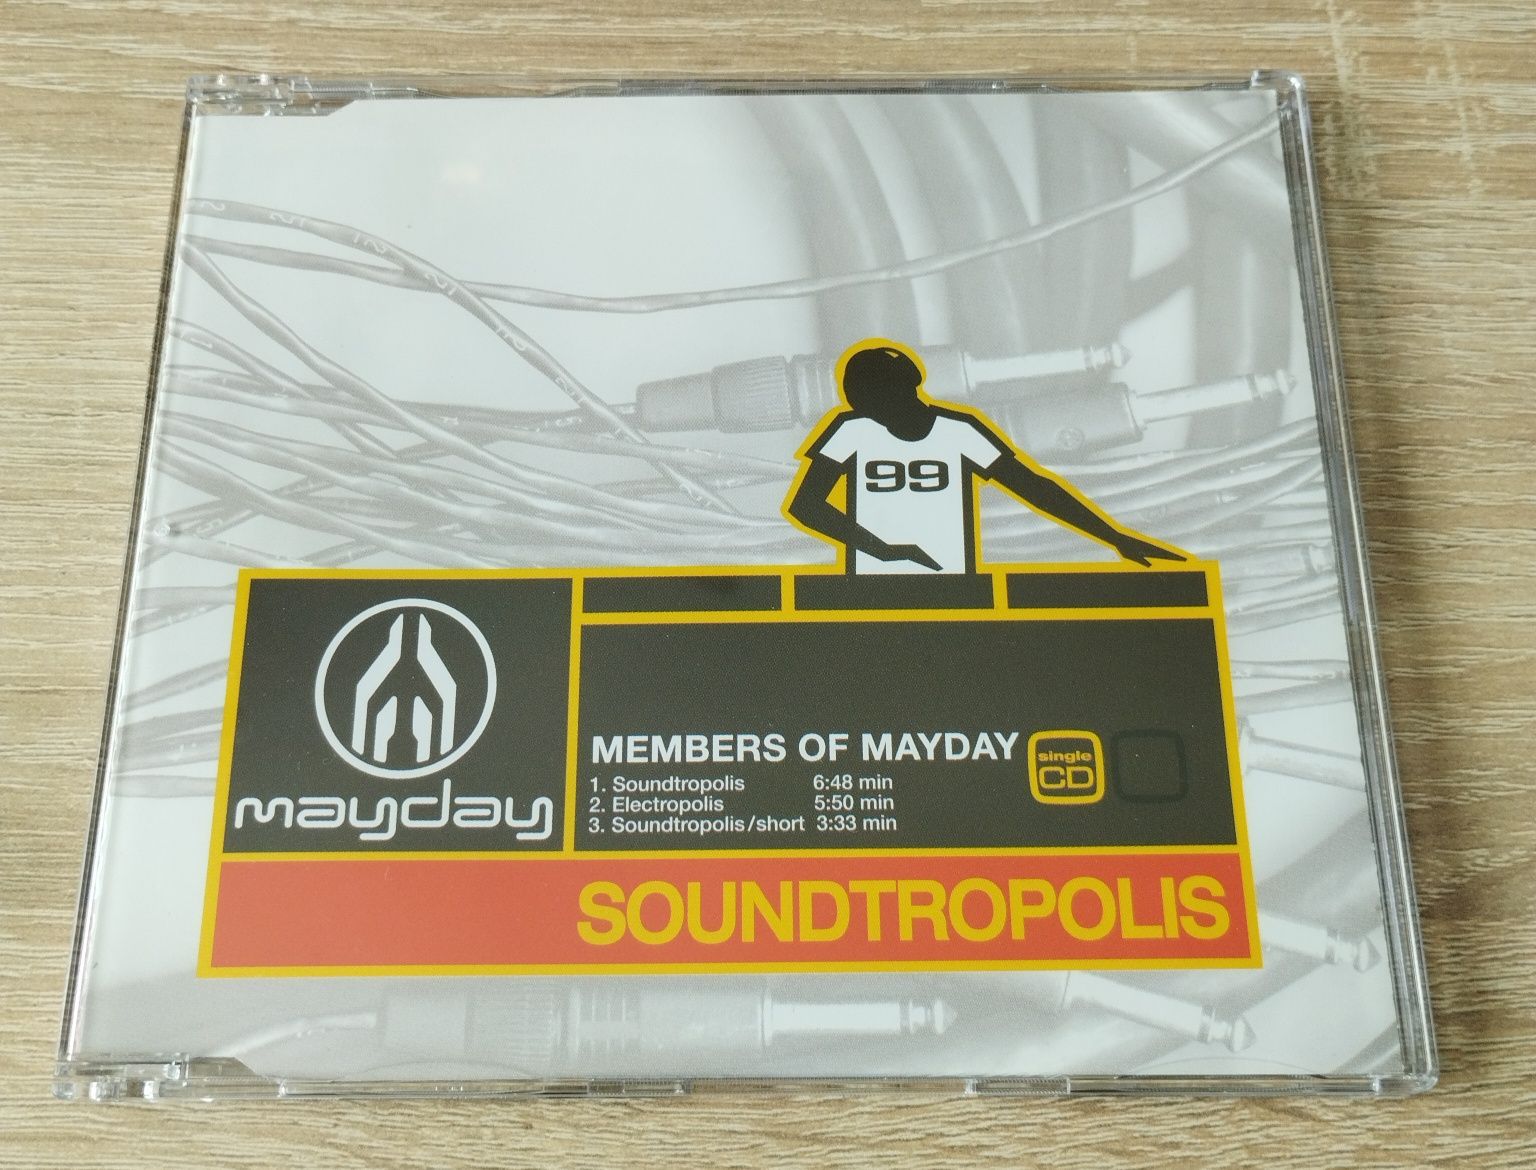 99
mayday
MEMBERS OF MAYDAY
1. Soundtropolis 6:48 min
2. Electropolis 5:50 min
3. Soundtropolis/short 3:33 min
single
CD
SOUNDTROPOLIS